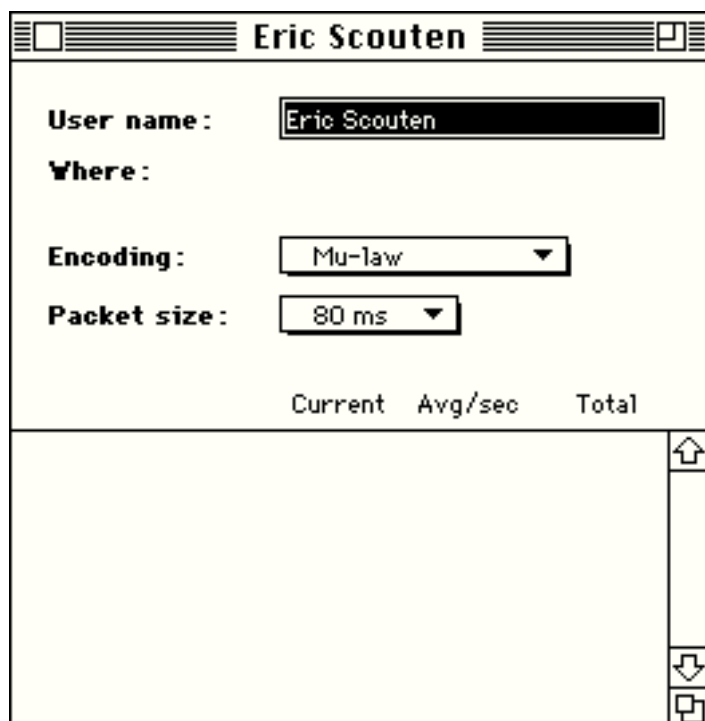 Eric Scouten
User name: Eric Scouten
Where:
Encoding: Mu-law
Packet size: 80 ms
Current Avg/sec Total